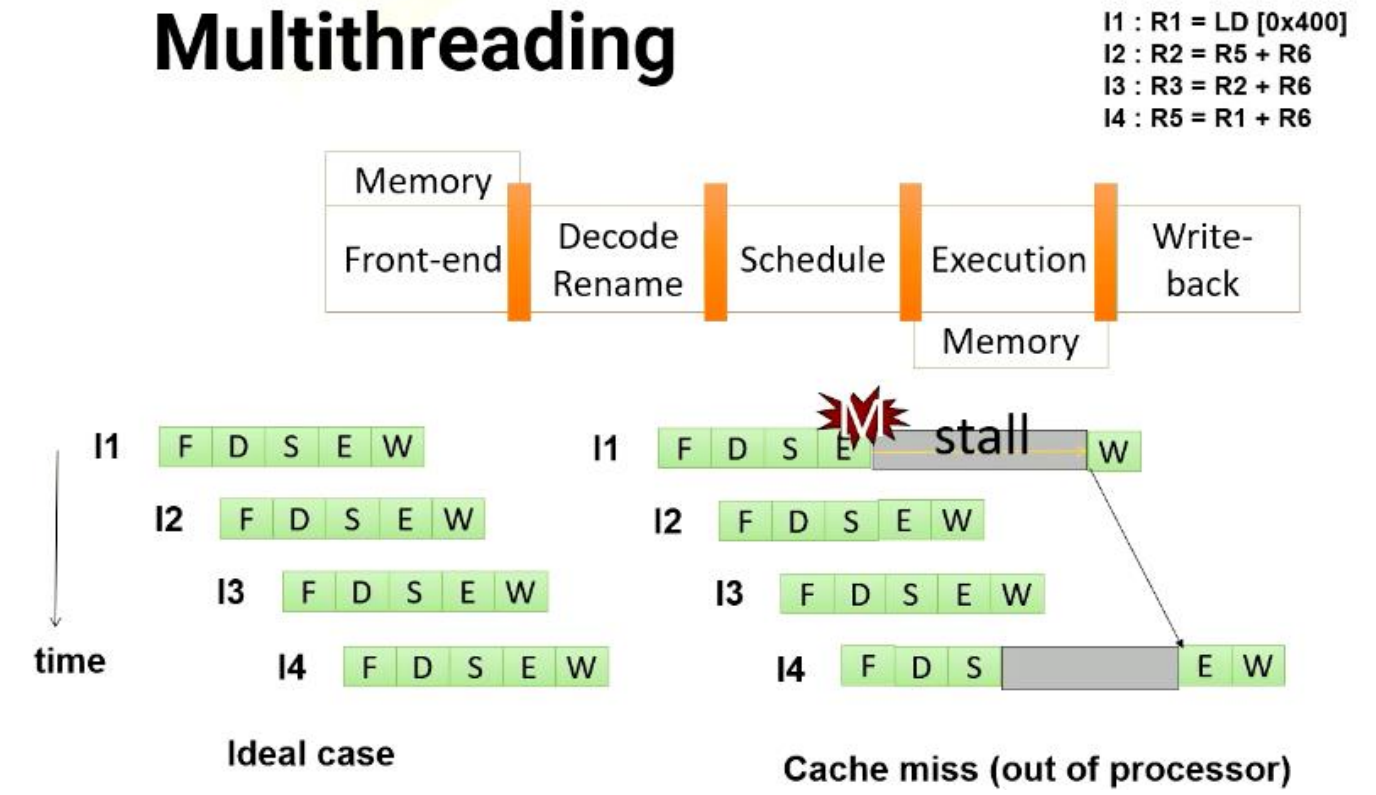 Multithreading
I1 : R1 = LD [0x400]
I2 : R2 = R5 + R6
I3 : R3 = R2 + R6
I4 : R5 = R1 + R6
Memory
Front-end
Decode
Rename
Schedule
Execution
Write-
back
Memory
time
I1 F D S E W
I2 F D S E W
I3 F D S E W
I4 F D S E W
Ideal case
M
I1 F D S E stall W
I2 F D S E W
I3 F D S E W
I4 F D S E W
Cache miss (out of processor)